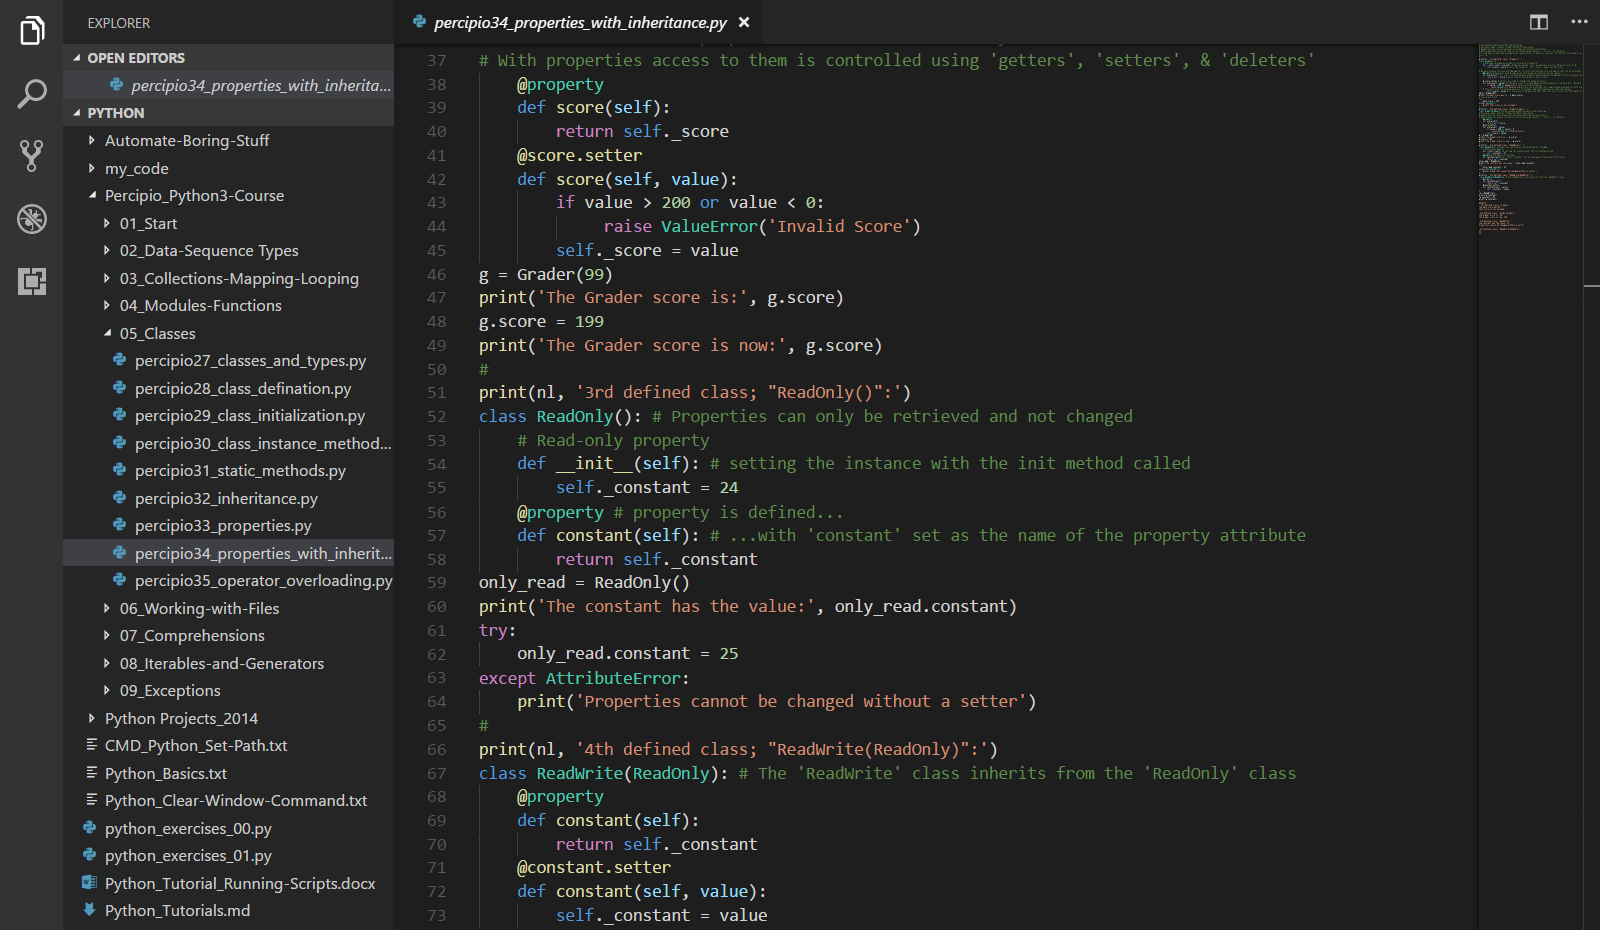 EXPLORER
OPEN EDITORS
percipio34_properties_with_inherita...
PYTHON
Automate-Boring-Stuff
my_code
Percipio_Python3-Course
01_Start
02_Data-Sequence Types
03_Collections-Mapping-Looping
04_Modules-Functions
05_Classes
percipio27_classes_and_types.py
percipio28_class_defination.py
percipio29_class_initialization.py
percipio30_class_instance_method...
percipio31_static_methods.py
percipio32_inheritance.py
percipio33_properties.py
percipio34_properties_with_inherit...
percipio35_operator_overloading.py
06_Working-with-Files
07_Comprehensions
08_Iterables-and-Generators
09_Exceptions
Python Projects_2014
CMD_Python_Set-Path.txt
Python_Basics.txt
Python_Clear-Window-Command.txt
python_exercises_00.py
python_exercises_01.py
Python_Tutorial_Running-Scripts.docx
Python_Tutorials.md
percipio34_properties_with_inheritance.py
37 # With properties access to them is controlled using 'getters', 'setters', & 'deleters'
38     @property
39     def score(self):
40         return self._score
41     @score.setter
42     def score(self, value):
43         if value > 200 or value < 0:
44             raise ValueError('Invalid Score')
45         self._score = value
46 g = Grader(99)
47 print('The Grader score is:', g.score)
48 g.score = 199
49 print('The Grader score is now:', g.score)
50 #
51 print(nl, '3rd defined class; "ReadOnly()":')
52 class ReadOnly(): # Properties can only be retrieved and not changed
53     # Read-only property
54     def __init__(self): # setting the instance with the init method called
55         self._constant = 24
56     @property # property is defined...
57     def constant(self): # ...with 'constant' set as the name of the property attribute
58         return self._constant
59 only_read = ReadOnly()
60 print('The constant has the value:', only_read.constant)
61 try:
62     only_read.constant = 25
63 except AttributeError:
64     print('Properties cannot be changed without a setter')
65 #
66 print(nl, '4th defined class; "ReadWrite(ReadOnly)":')
67 class ReadWrite(ReadOnly): # The 'ReadWrite' class inherits from the 'ReadOnly' class
68     @property
69     def constant(self):
70         return self._constant
71     @constant.setter
72     def constant(self, value):
73         self._constant = value